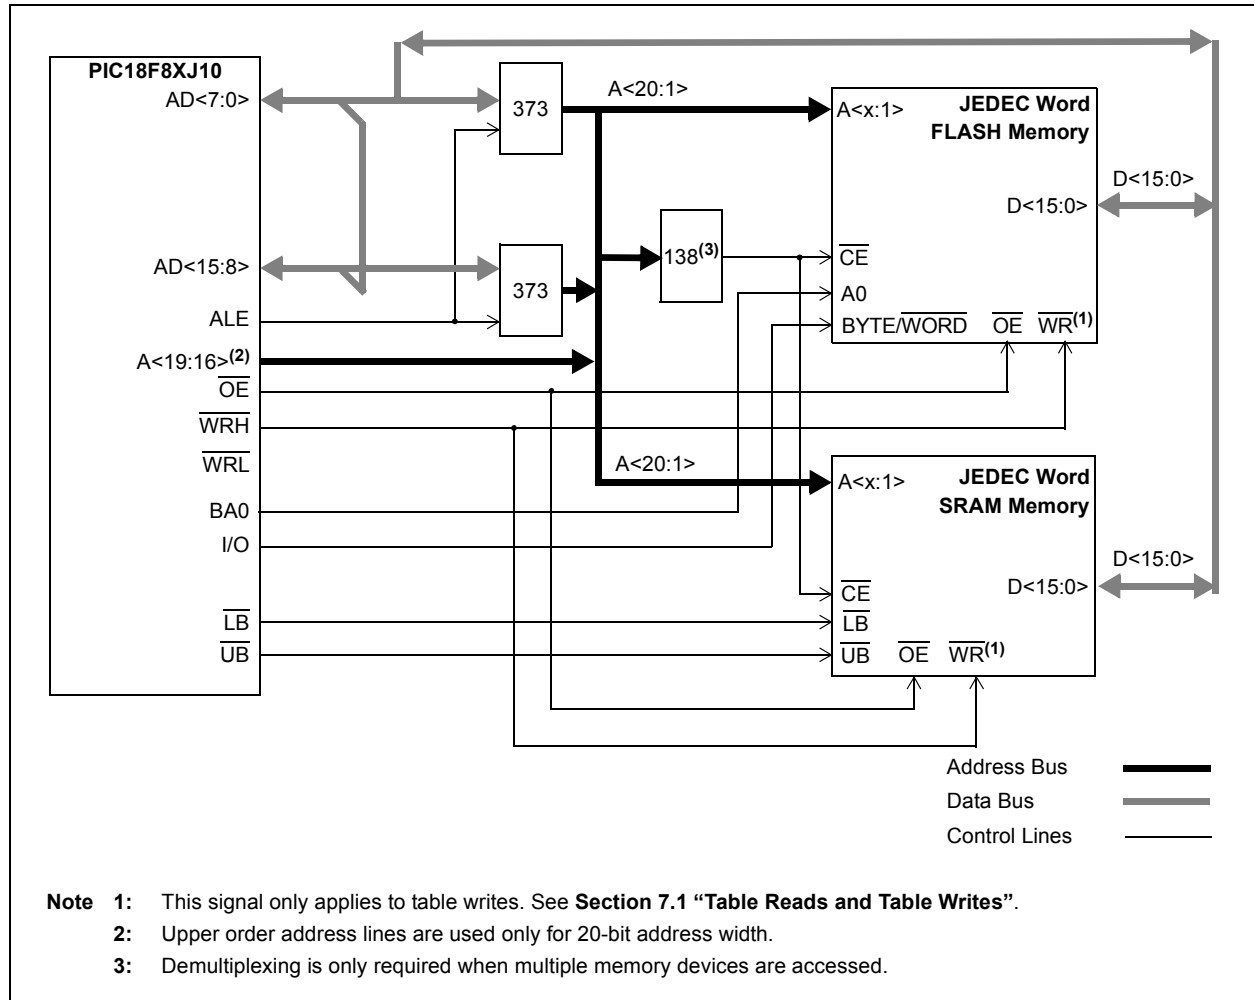 PIC18F8XJ10
AD<7:0>
AD<15:8>
ALE
A<19:16>(2)
OE
WRH
WRL
BA0
I/O
LB
UB
373
373
138(3)
A<20:1>
A<20:1>
A<x:1>
JEDEC Word
FLASH Memory
D<15:0>
D<15:0>
CE
A0
BYTE/WORD
OE
WR(1)
A<x:1>
JEDEC Word
SRAM Memory
D<15:0>
D<15:0>
CE
LB
UB
OE
WR(1)
Address Bus
Data Bus
Control Lines
Note 1: This signal only applies to table writes. See Section 7.1 “Table Reads and Table Writes”.
2: Upper order address lines are used only for 20-bit address width.
3: Demultiplexing is only required when multiple memory devices are accessed.